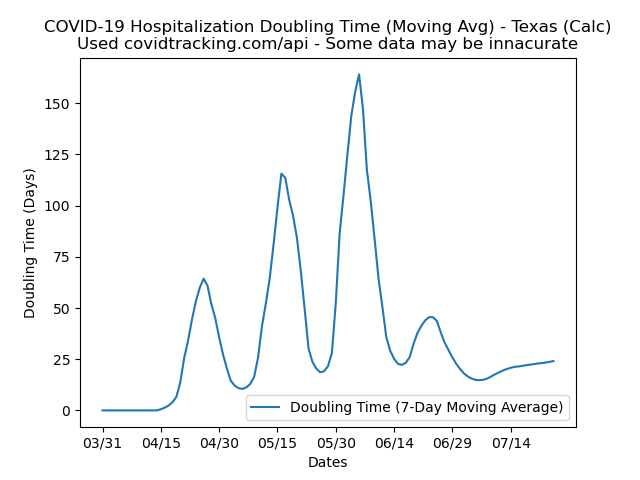 COVID-19 Hospitalization Doubling Time (Moving Avg) - Texas (Calc)
Used covidtracking.com/api - Some data may be innacurate
Doubling Time (Days)
150
125
100
75
50
25
0
Doubling Time (7-Day Moving Average)
03/31 04/15 04/30 05/15 05/30 06/14 06/29 07/14
Dates